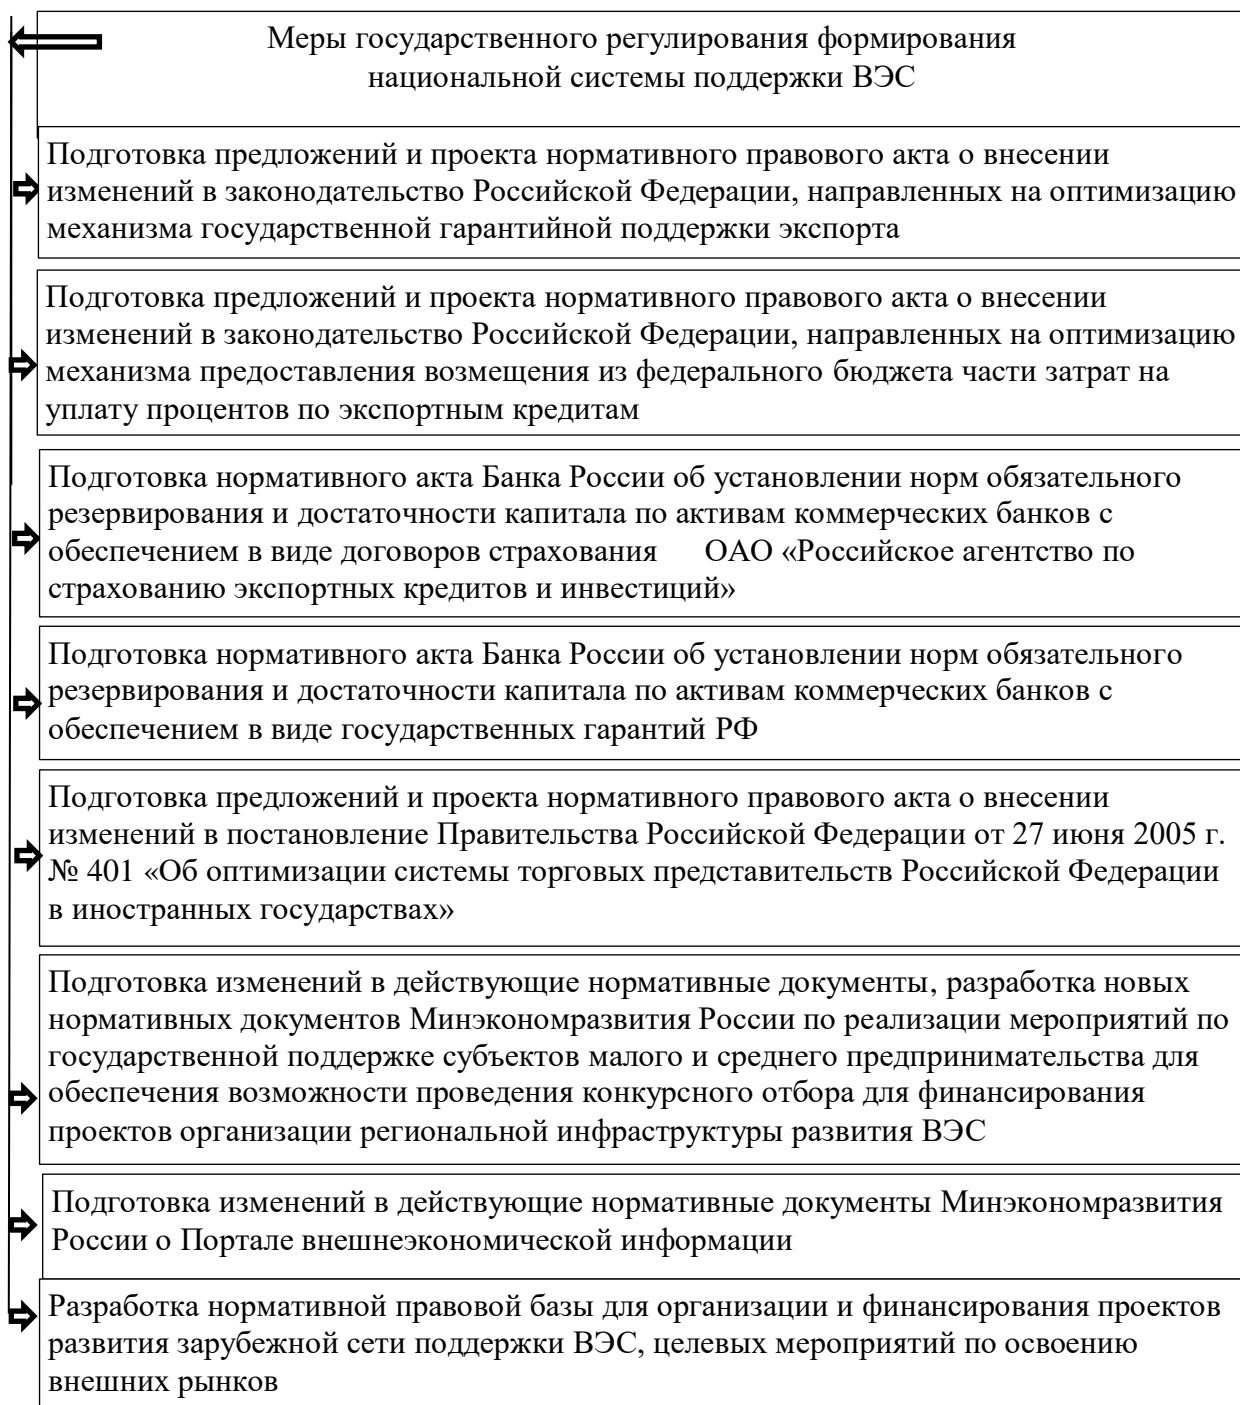 Меры государственного регулирования формирования
национальной системы поддержки ВЭС
Подготовка предложений и проекта нормативного правового акта о внесении
изменений в законодательство Российской Федерации, направленных на оптимизацию
механизма государственной гарантийной поддержки экспорта
Подготовка предложений и проекта нормативного правового акта о внесении
изменений в законодательство Российской Федерации, направленных на оптимизацию
механизма предоставления возмещения из федерального бюджета части затрат на
уплату процентов по экспортным кредитам
Подготовка нормативного акта Банка России об установлении норм обязательного
резервирования и достаточности капитала по активам коммерческих банков с
обеспечением в виде договоров страхования ОАО «Российское агентство по
страхованию экспортных кредитов и инвестиций»
Подготовка нормативного акта Банка России об установлении норм обязательного
резервирования и достаточности капитала по активам коммерческих банков с
обеспечением в виде государственных гарантий РФ
Подготовка предложений и проекта нормативного правового акта о внесении
изменений в постановление Правительства Российской Федерации от 27 июня 2005 г.
№ 401 «Об оптимизации системы торговых представительств Российской Федерации
в иностранных государствах»
Подготовка изменений в действующие нормативные документы, разработка новых
нормативных документов Минэкономразвития России по реализации мероприятий по
государственной поддержке субъектов малого и среднего предпринимательства для
обеспечения возможности проведения конкурсного отбора для финансирования
проектов организации региональной инфраструктуры развития ВЭС
Подготовка изменений в действующие нормативные документы Минэкономразвития
России о Портале внешнеэкономической информации
Разработка нормативной правовой базы для организации и финансирования проектов
развития зарубежной сети поддержки ВЭС, целевых мероприятий по освоению
внешних рынков